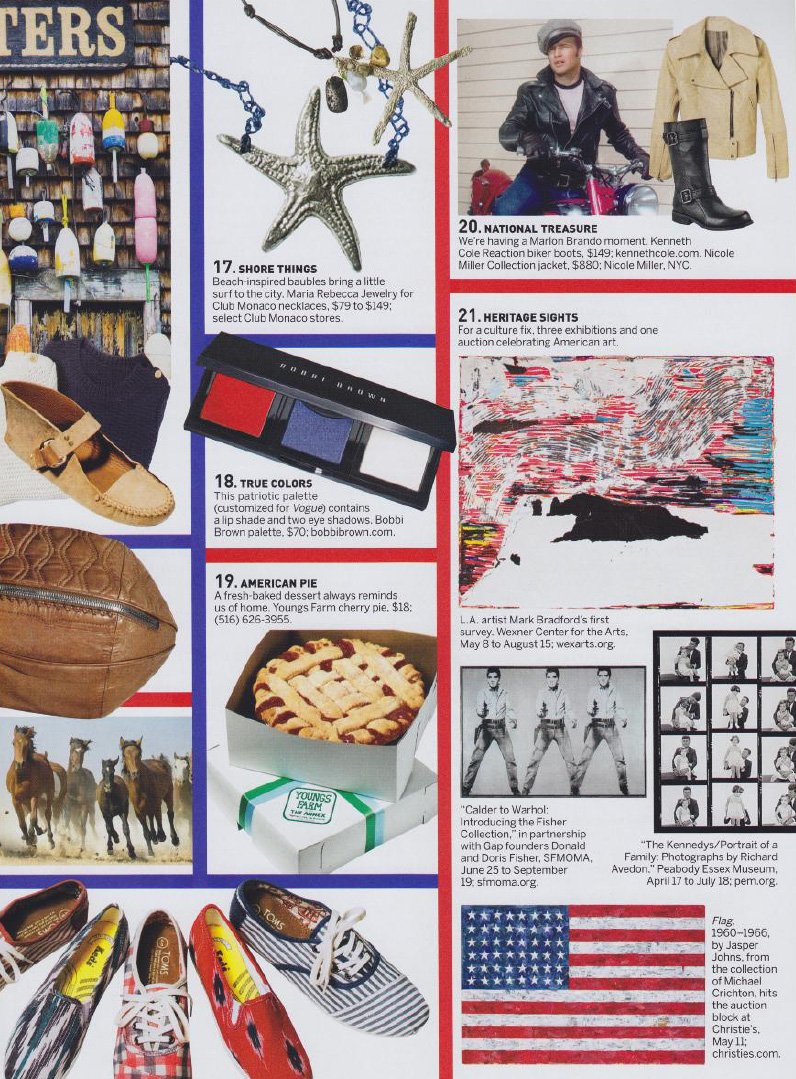 TERS
17. SHORE THINGS
Beach-inspired baubles bring a little
surf to the city. Maria Rebecca Jewelry for
Club Monaco necklaces, $79 to $149;
select Club Monaco stores.
BOBBI BROWN
18. TRUE COLORS
This patriotic palette
(customized for Vogue) contains
a lip shade and two eye shadows. Bobbi
Brown palette, $70; bobbibrown.com.
19. AMERICAN PIE
A fresh-baked dessert always reminds
us of home. Youngs Farm cherry pie, $18;
(516) 626-3955.
YOUNGS
FARM
THE ANNEX
TOMS
Keds
TOMS
Keds
TOMS
20. NATIONAL TREASURE
We're having a Marlon Brando moment. Kenneth
Cole Reaction biker boots, $149; kennethcole.com. Nicole
Miller Collection jacket, $880; Nicole Miller, NYC.
21. HERITAGE SIGHTS
For a culture fix, three exhibitions and one
auction celebrating American art.
L.A. artist Mark Bradford's first
survey. Wexner Center for the Arts,
May 8 to August 15; wexarts.org.
"Calder to Warhol:
Introducing the Fisher
Collection," in partnership
with Gap founders Donald
and Doris Fisher, SFMOMA,
June 25 to September
19; sfmoma.org.
"The Kennedys/Portrait of a
Family: Photographs by Richard
Avedon." Peabody Essex Museum,
April 17 to July 18; pem.org.
Flag,
1960–1966,
by Jasper
Johns, from
the collection
of Michael
Crichton, hits
the auction
block at
Christie's,
May 11;
christies.com.